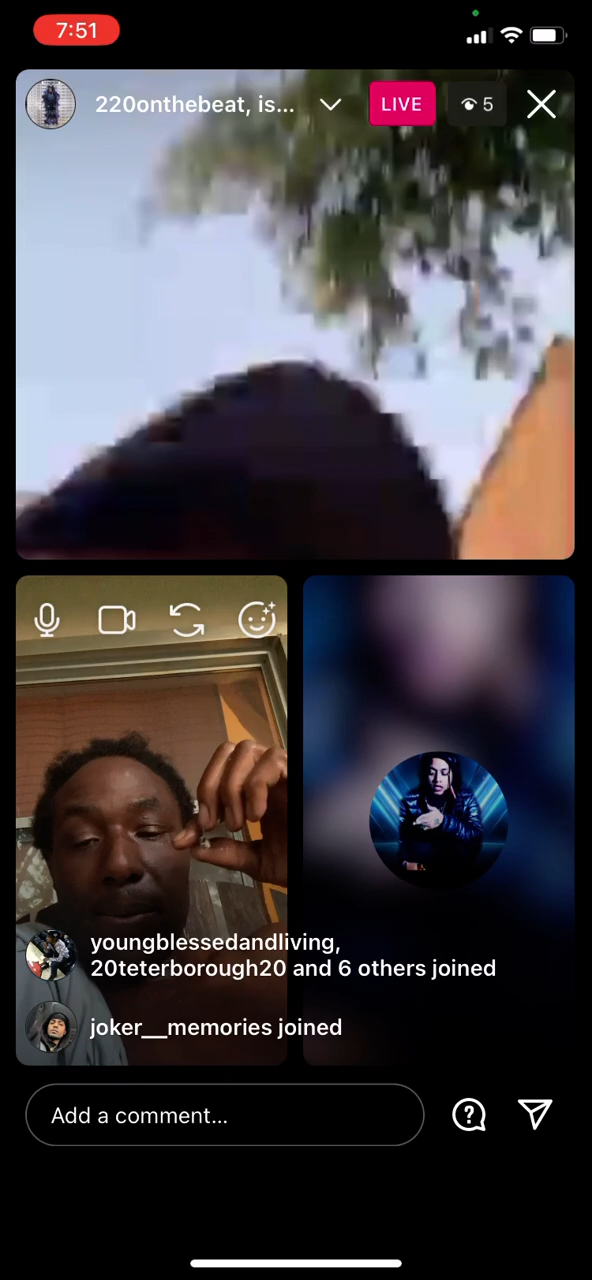 7:51
220onthebeat, is...
LIVE
5
youngblessedandliving,
20teterborough20 and 6 others joined
joker__memories joined
Add a comment...